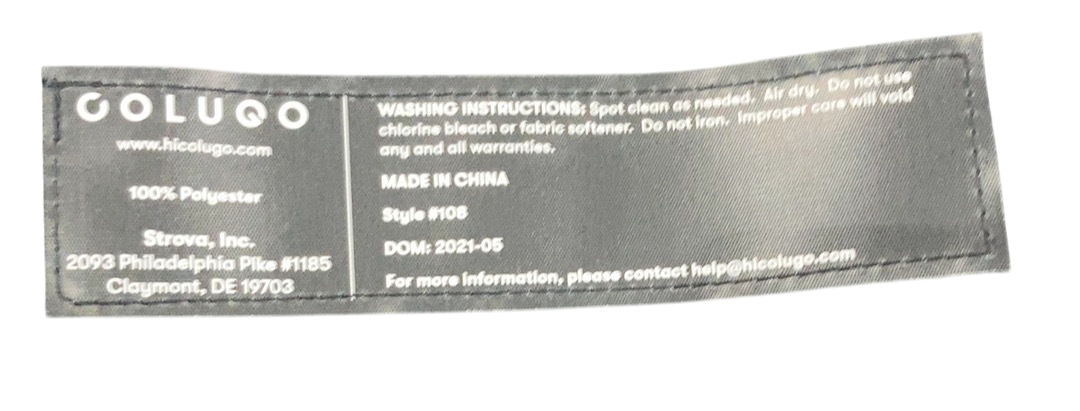 COLUGO
www.hicolugo.com
100% Polyester
Strova, Inc.
2093 Philadelphia Pike #1185
Claymont, DE 19703
WASHING INSTRUCTIONS: Spot clean as needed. Air dry. Do not use
chlorine bleach or fabric softener. Do not iron. Improper care will void
any and all warranties.
MADE IN CHINA
Style #108
DOM: 2021-05
For more information, please contact help@hicolugo.com